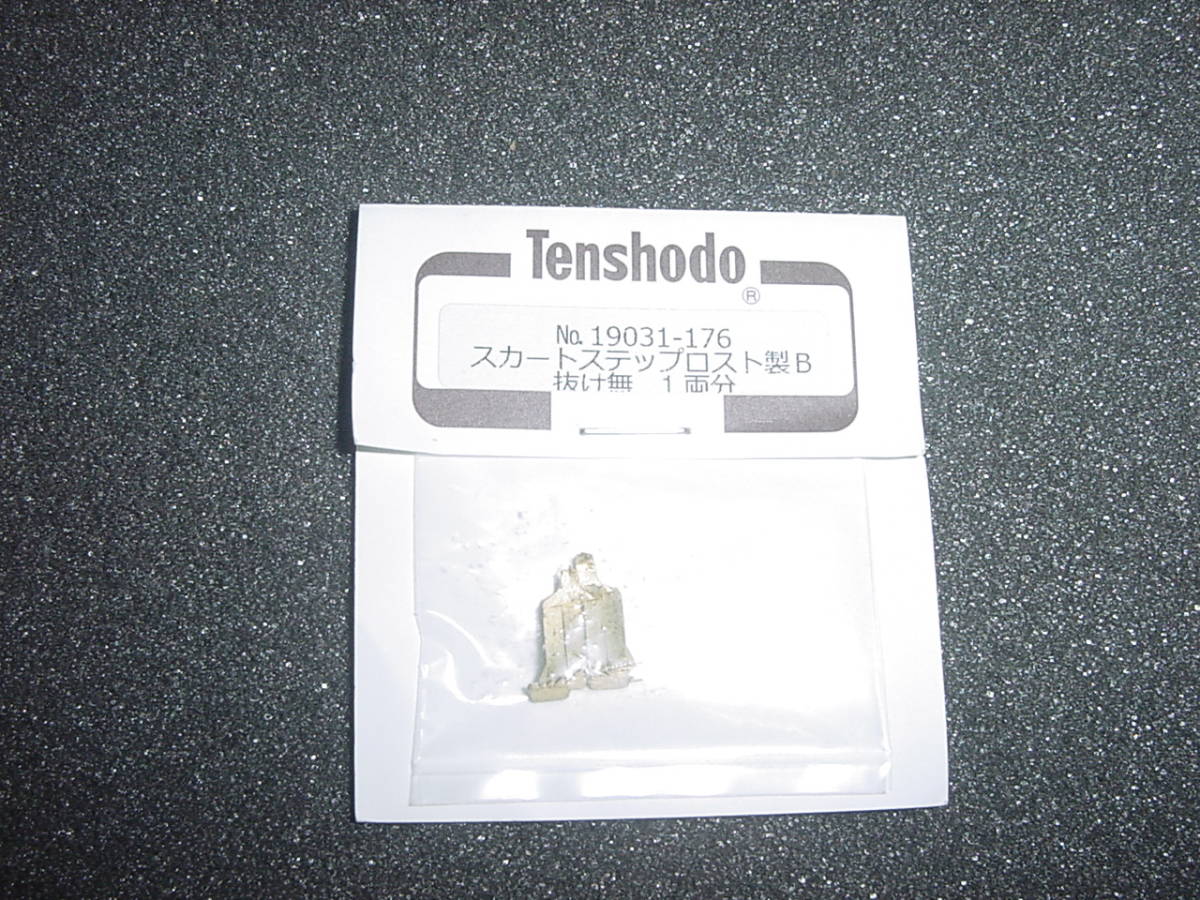 Tenshodo
®
№ 19031-176
スカートステップロスト製B
抜け無 1両分